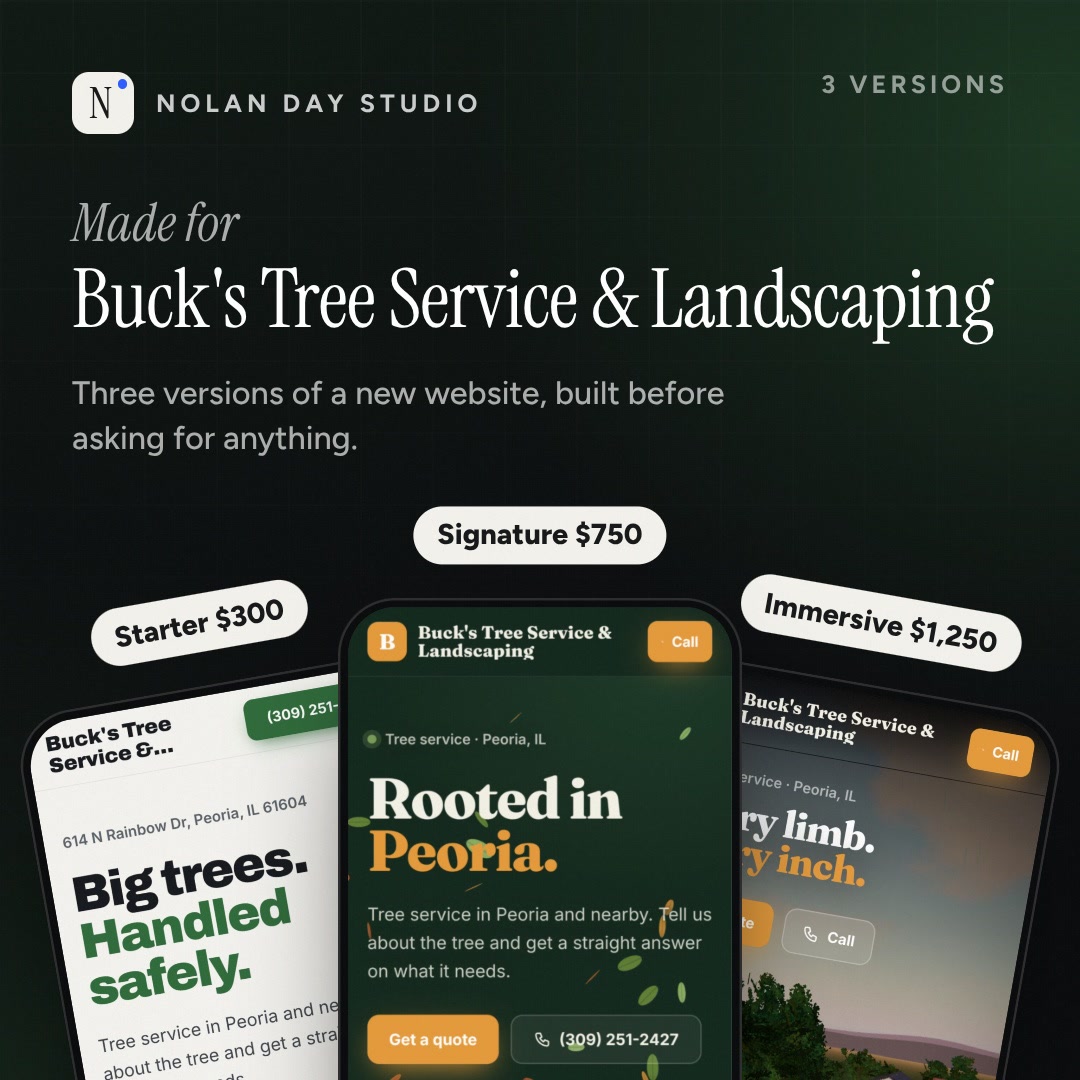 N
NOLAN DAY STUDIO
3 VERSIONS
Made for
Buck's Tree Service & Landscaping
Three versions of a new website, built before
asking for anything.
Signature $750
Starter $300
Immersive $1,250
Buck's Tree
Service &...
(309) 251-
614 N Rainbow Dr, Peoria, IL 61604
Big trees.
Handled
safely.
Tree service in Peoria and ne
about the tree and get a strai
B
Buck's Tree Service &
Landscaping
Call
Tree service · Peoria, IL
Rooted in
Peoria.
Tree service in Peoria and nearby. Tell us
about the tree and get a straight answer
on what it needs.
Get a quote
(309) 251-2427
Buck's Tree Service &
Landscaping
Call
ervice · Peoria, IL
ry limb.
ry inch.
te
Call